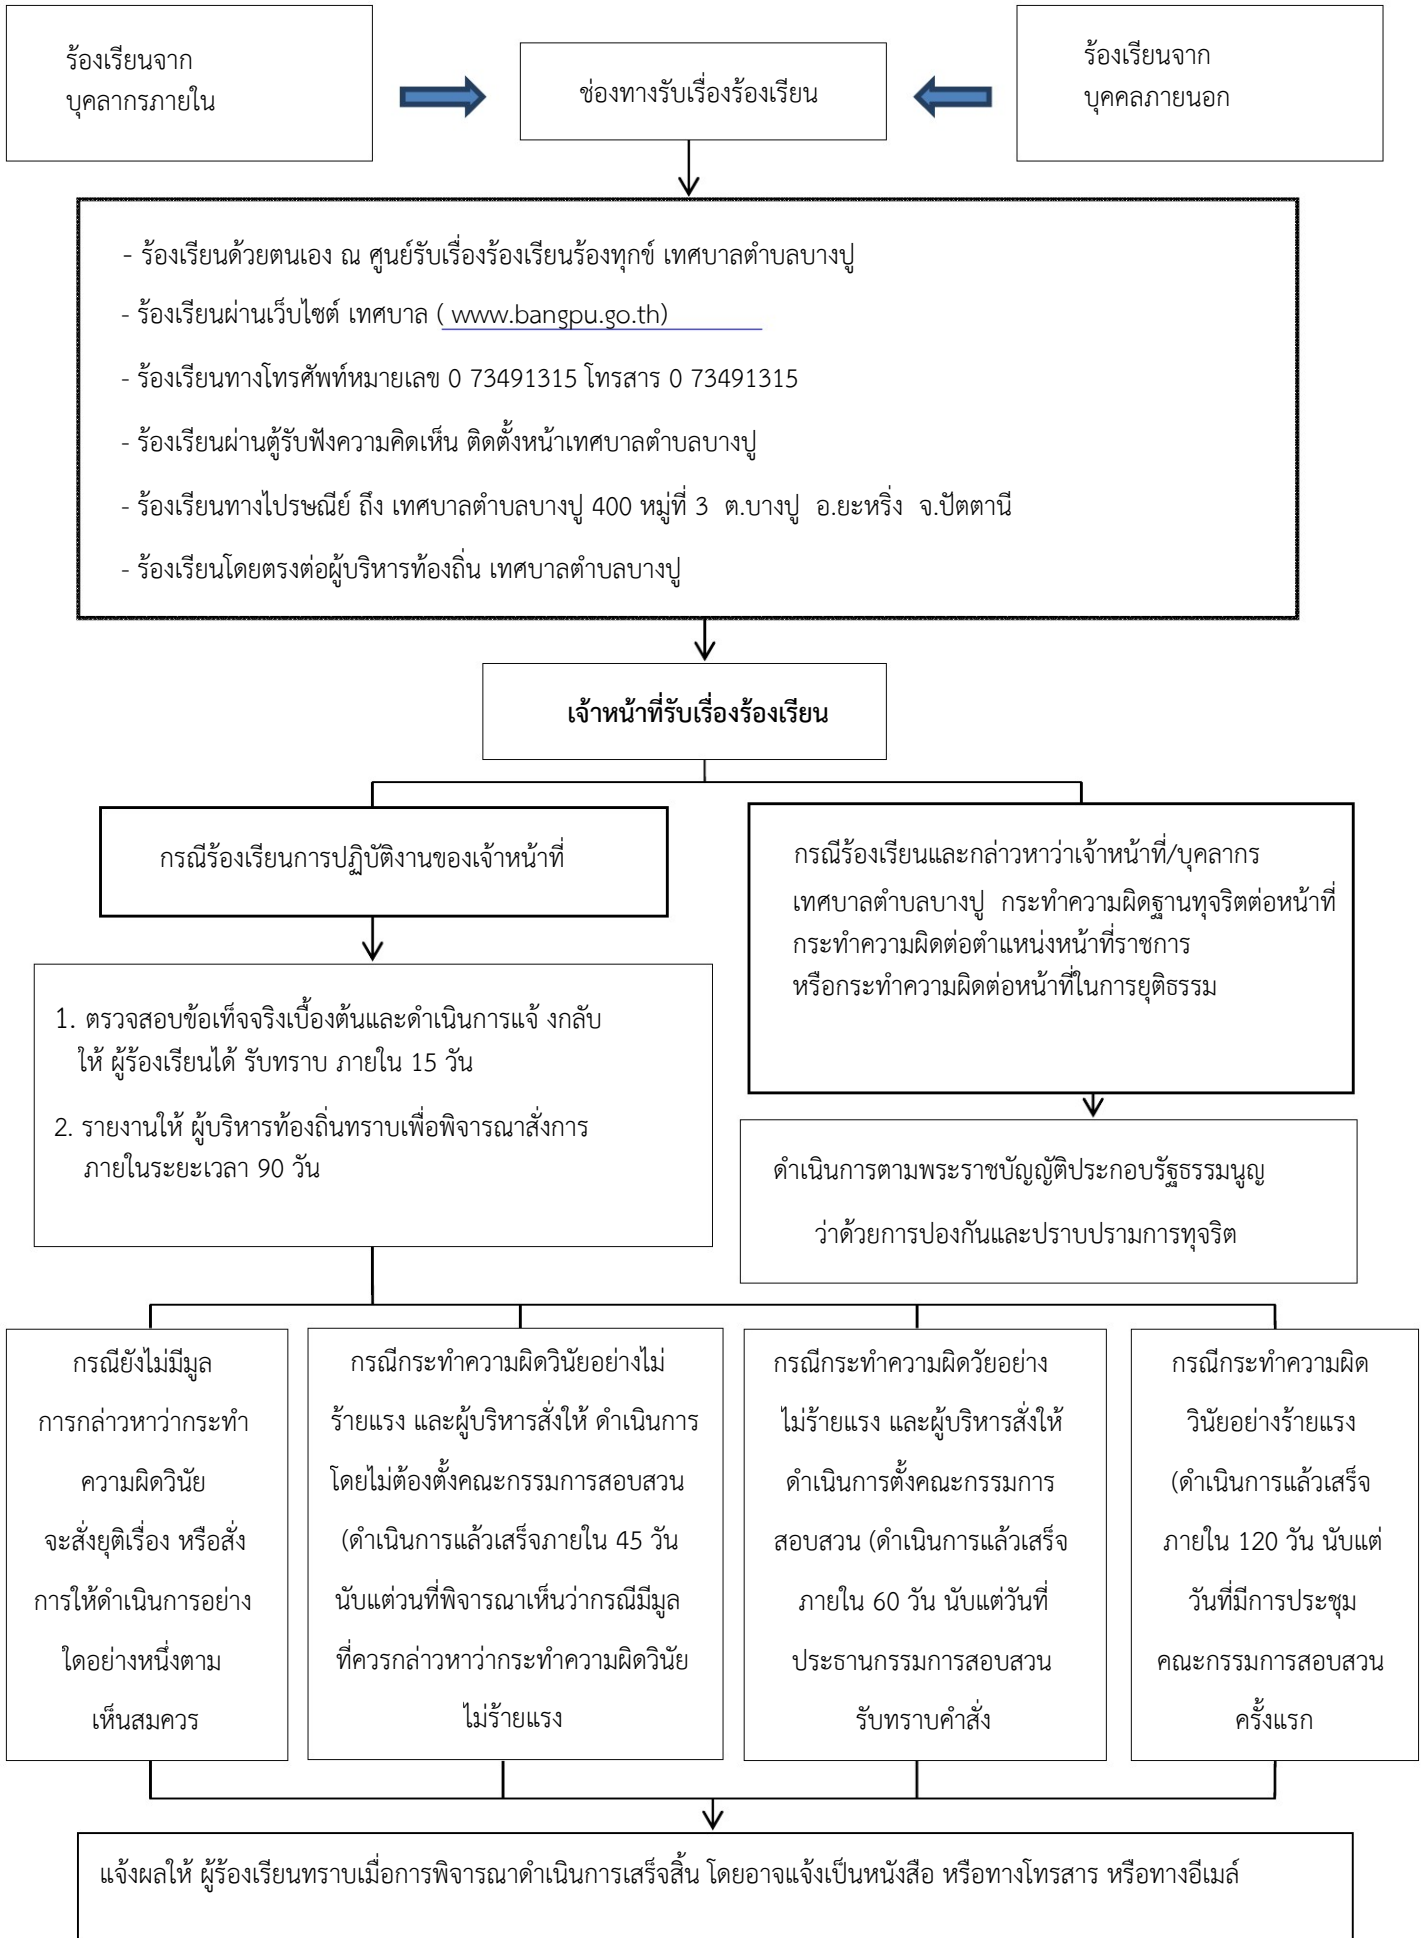 ร้องเรียนจาก
บุคลากรภายใน
ช่องทางรับเรื่องร้องเรียน
ร้องเรียนจาก
บุคคลภายนอก
- ร้องเรียนด้วยตนเอง ณ ศูนย์รับเรื่องร้องเรียนร้องทุกข์ เทศบาลตำบลบางปู
- ร้องเรียนผ่านเว็บไซต์ เทศบาล ( www.bangpu.go.th)
- ร้องเรียนทางโทรศัพท์หมายเลข 0 73491315 โทรสาร 0 73491315
- ร้องเรียนผ่านตู้รับฟังความคิดเห็น ติดตั้งหน้าเทศบาลตำบลบางปู
- ร้องเรียนทางไปรษณีย์ ถึง เทศบาลตำบลบางปู 400 หมู่ที่ 3 ต.บางปู อ.ยะหริ่ง จ.ปัตตานี
- ร้องเรียนโดยตรงต่อผู้บริหารท้องถิ่น เทศบาลตำบลบางปู
เจ้าหน้าที่รับเรื่องร้องเรียน
กรณีร้องเรียนการปฏิบัติงานของเจ้าหน้าที่
กรณีร้องเรียนและกล่าวหาว่าเจ้าหน้าที่/บุคลากร
เทศบาลตำบลบางปู กระทำความผิดฐานทุจริตต่อหน้าที่
กระทำความผิดต่อตำแหน่งหน้าที่ราชการ
หรือกระทำความผิดต่อหน้าที่ในการยุติธรรม
1. ตรวจสอบข้อเท็จจริงเบื้องต้นและดำเนินการแจ้ งกลับ
ให้ ผู้ร้องเรียนได้ รับทราบ ภายใน 15 วัน
2. รายงานให้ ผู้บริหารท้องถิ่นทราบเพื่อพิจารณาสั่งการ
ภายในระยะเวลา 90 วัน
ดำเนินการตามพระราชบัญญัติประกอบรัฐธรรมนูญ
ว่าด้วยการปองกันและปราบปรามการทุจริต
กรณียังไม่มีมูล
การกล่าวหาว่ากระทำ
ความผิดวินัย
จะสั่งยุติเรื่อง หรือสั่ง
การให้ดำเนินการอย่าง
ใดอย่างหนึ่งตาม
เห็นสมควร
กรณีกระทำความผิดวินัยอย่างไม่
ร้ายแรง และผู้บริหารสั่งให้ ดำเนินการ
โดยไม่ต้องตั้งคณะกรรมการสอบสวน
(ดำเนินการแล้วเสร็จภายใน 45 วัน
นับแต่วนที่พิจารณาเห็นว่ากรณีมีมูล
ที่ควรกล่าวหาว่ากระทำความผิดวินัย
ไม่ร้ายแรง
กรณีกระทำความผิดวัยอย่าง
ไม่ร้ายแรง และผู้บริหารสั่งให้
ดำเนินการตั้งคณะกรรมการ
สอบสวน (ดำเนินการแล้วเสร็จ
ภายใน 60 วัน นับแต่วันที่
ประธานกรรมการสอบสวน
รับทราบคำสั่ง
กรณีกระทำความผิด
วินัยอย่างร้ายแรง
(ดำเนินการแล้วเสร็จ
ภายใน 120 วัน นับแต่
วันที่มีการประชุม
คณะกรรมการสอบสวน
ครั้งแรก
แจ้งผลให้ ผู้ร้องเรียนทราบเมื่อการพิจารณาดำเนินการเสร็จสิ้น โดยอาจแจ้งเป็นหนังสือ หรือทางโทรสาร หรือทางอีเมล์